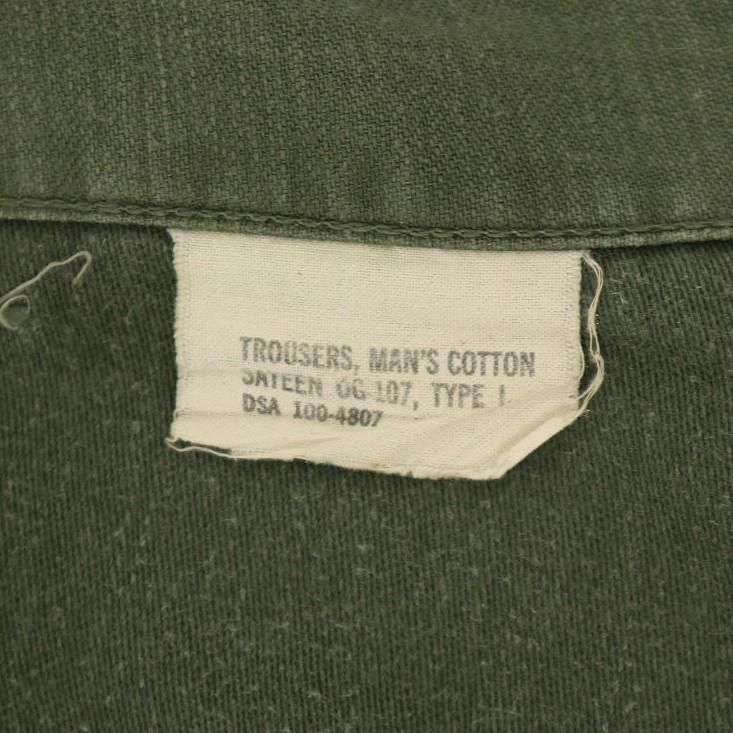 TROUSERS, MAN'S COTTON
SATEEN OG-107, TYPE I
DSA 100-4807